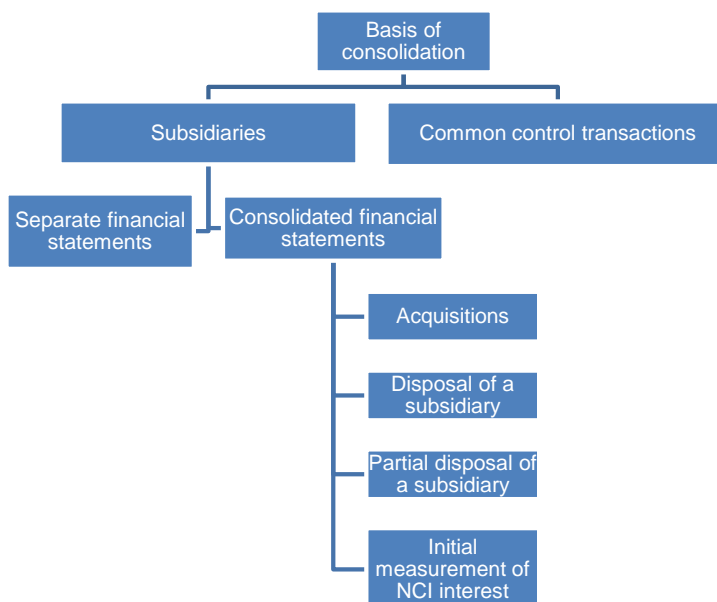 Basis of
consolidation
Subsidiaries
Common control transactions
Separate financial
statements
Consolidated financial
statements
Acquisitions
Disposal of a
subsidiary
Partial disposal of
a subsidiary
Initial
measurement of
NCI interest